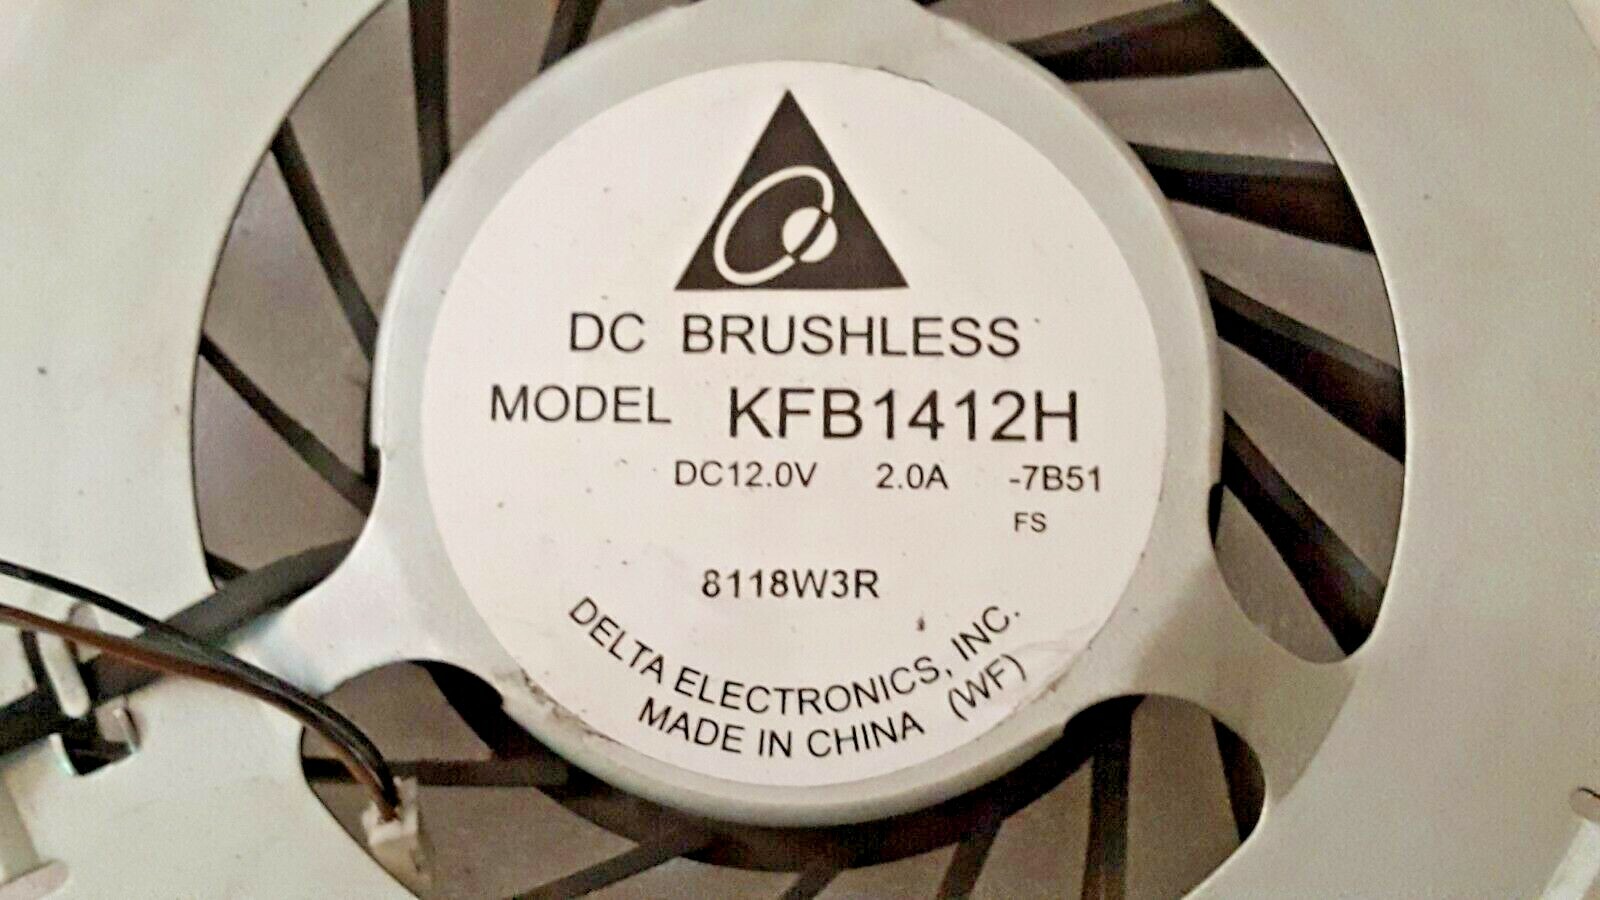 DC BRUSHLESS
MODEL KFB1412H
DC12.0V 2.0A -7B51
FS
8118W3R
DELTA ELECTRONICS, INC.
MADE IN CHINA (WF)